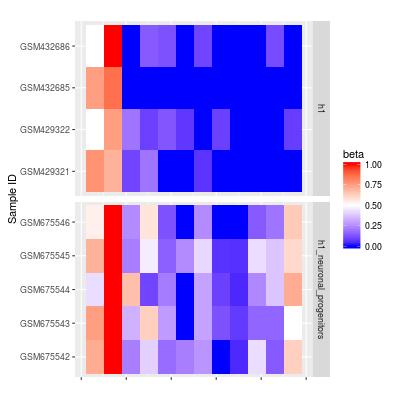 GSM432686
GSM432685
GSM429322
GSM429321
h1
GSM675546
GSM675545
GSM675544
GSM675543
GSM675542
h1_neuronal_progenitors
Sample ID
beta
1.00
0.75
0.50
0.25
0.00